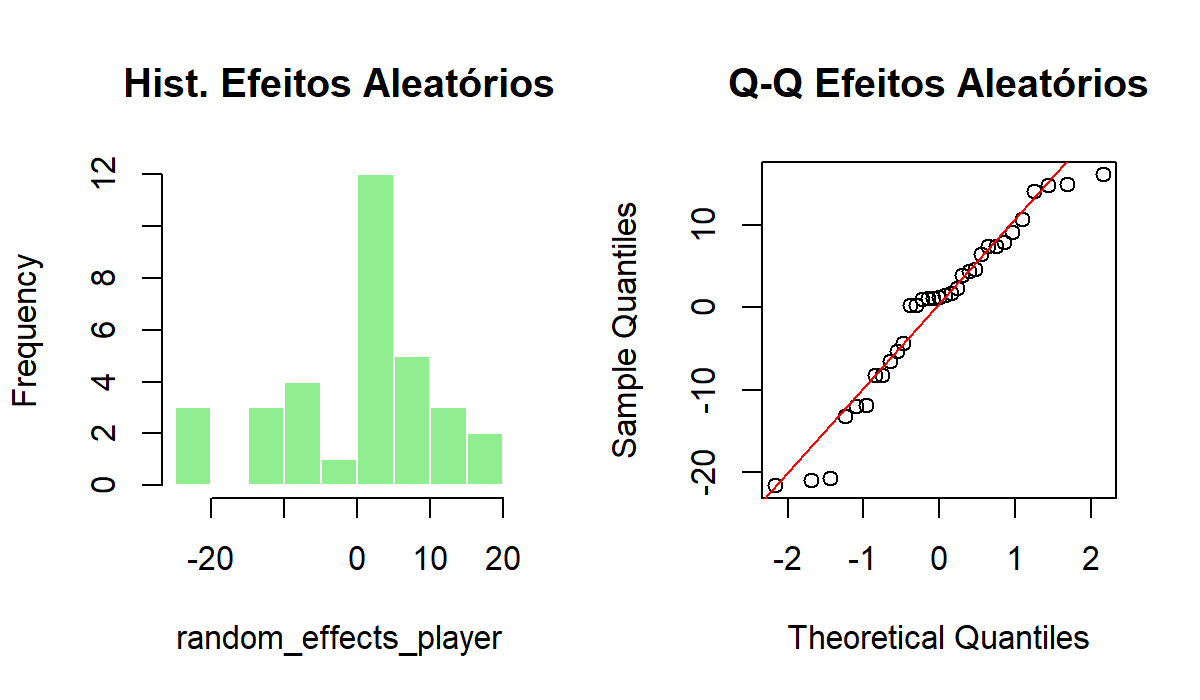 Hist. Efeitos Aleatórios
Frequency
0 2 4 6 8 12
-20 0 10 20
random_effects_player
Q-Q Efeitos Aleatórios
Sample Quantiles
-20 -10 0 10
-2 -1 0 1 2
Theoretical Quantiles